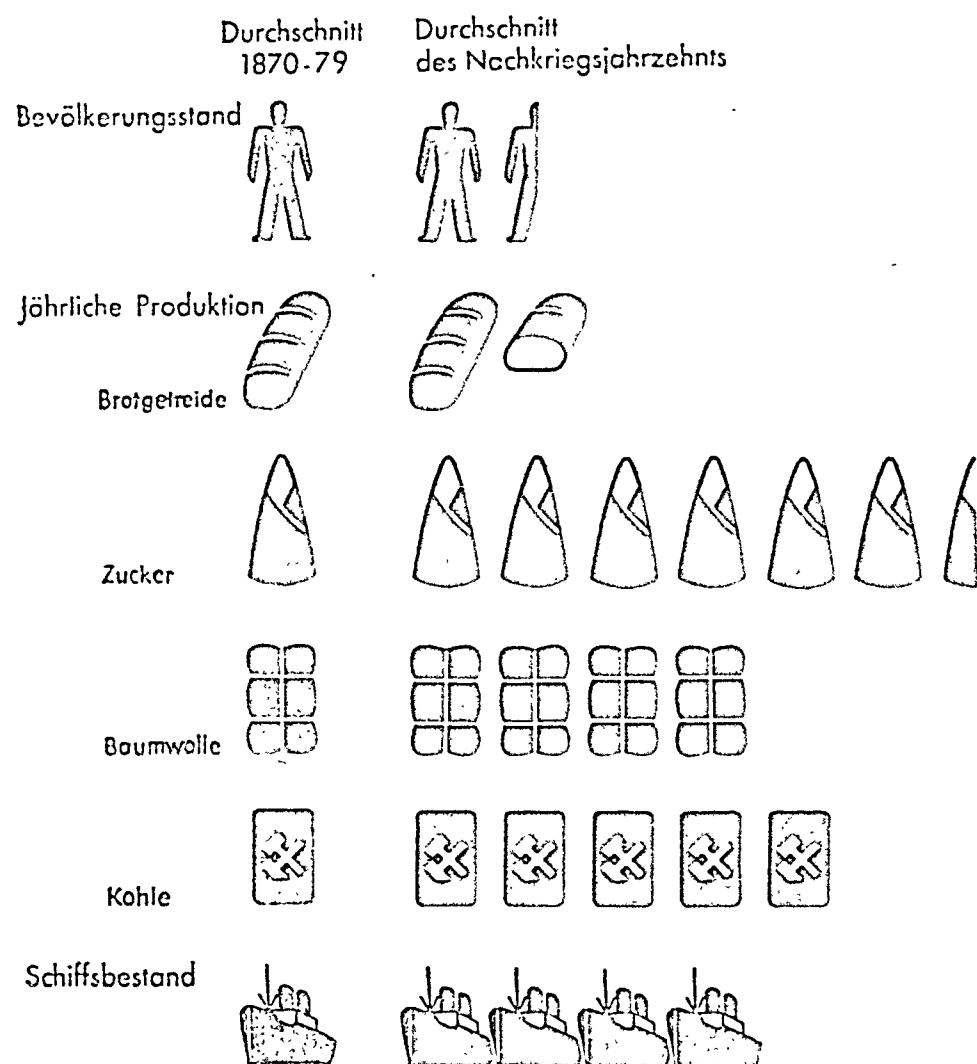 Durchschnitt
1870-79
Durchschnitt
des Nachkriegsjahrzehnts
Bevölkerungsstand
Jährliche Produktion
Brotgetreide
Zucker
Baumwolle
Kohle
Schiffsbestand